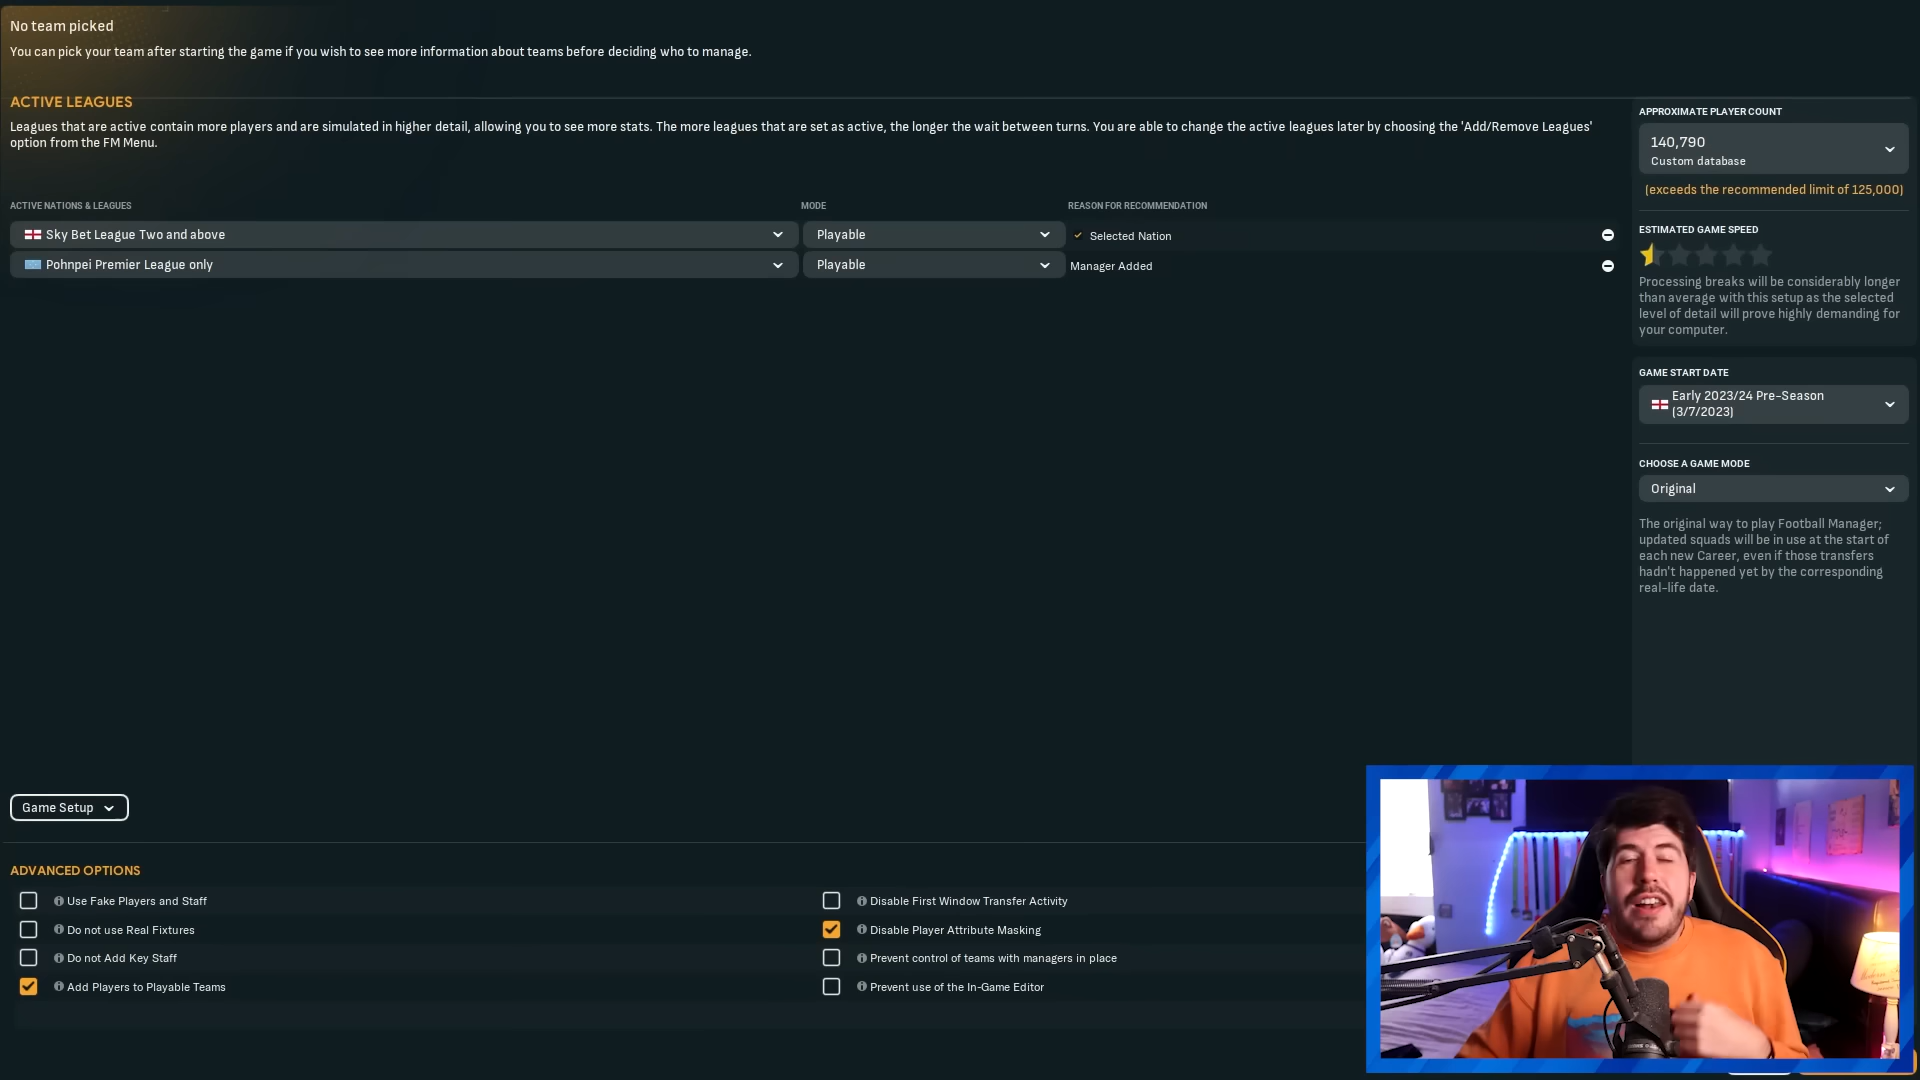 No team picked
You can pick your team after starting the game if you wish to see more information about teams before deciding who to manage.
ACTIVE LEAGUES
Leagues that are active contain more players and are simulated in higher detail, allowing you to see more stats. The more leagues that are set as active, the longer the wait between turns. You are able to change the active leagues later by choosing the 'Add/Remove Leagues'
option from the FM Menu.
ACTIVE NATIONS & LEAGUES
MODE
REASON FOR RECOMMENDATION
Sky Bet League Two and above
Playable
Selected Nation
Pohnpei Premier League only
Playable
Manager Added
APPROXIMATE PLAYER COUNT
140,790
Custom database
(exceeds the recommended limit of 125,000)
ESTIMATED GAME SPEED
Processing breaks will be considerably longer
than average with this setup as the selected
level of detail will prove highly demanding for
your computer.
GAME START DATE
Early 2023/24 Pre-Season
(3/7/2023)
CHOOSE A GAME MODE
Original
The original way to play Football Manager;
updated squads will be in use at the start of
each new Career, even if those transfers
hadn't happened yet by the corresponding
real-life date.
Game Setup
ADVANCED OPTIONS
Use Fake Players and Staff
Do not use Real Fixtures
Do not Add Key Staff
Add Players to Playable Teams
Disable First Window Transfer Activity
Disable Player Attribute Masking
Prevent control of teams with managers in place
Prevent use of the In-Game Editor